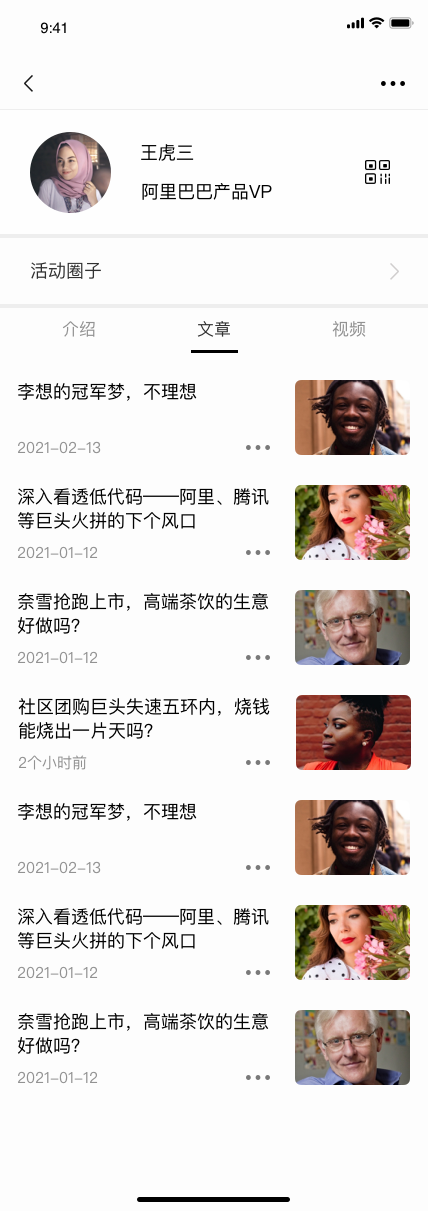 9:41
王虎三
阿里巴巴产品VP
活动圈子
介绍
文章
视频
李想的冠军梦，不理想
2021-02-13
深入看透低代码——阿里、腾讯
等巨头火拼的下个风口
2021-01-12
奈雪抢跑上市，高端茶饮的生意
好做吗？
2021-01-12
社区团购巨头失速五环内，烧钱
能烧出一片天吗？
2个小时前
李想的冠军梦，不理想
2021-02-13
深入看透低代码——阿里、腾讯
等巨头火拼的下个风口
2021-01-12
奈雪抢跑上市，高端茶饮的生意
好做吗？
2021-01-12